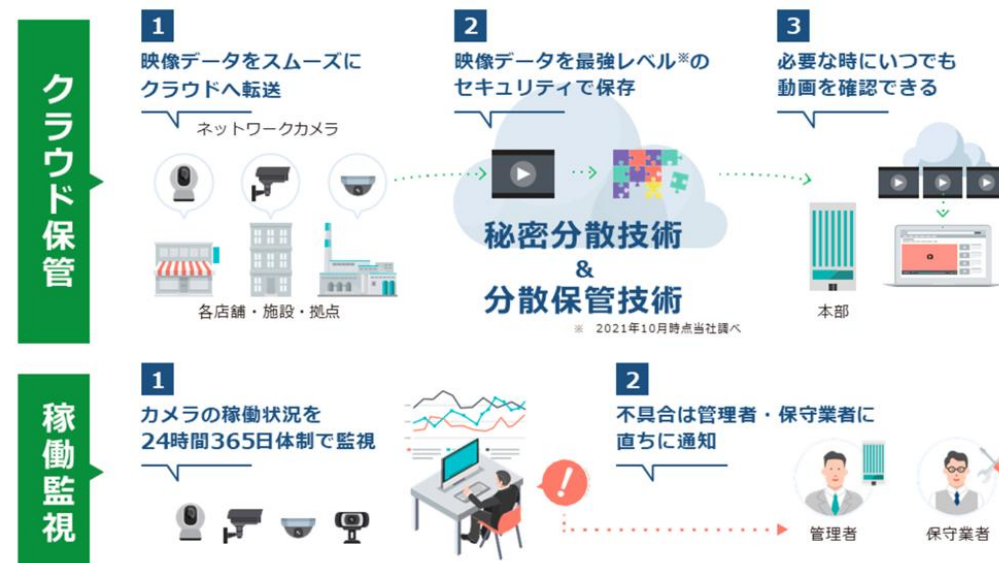 クラウド保管
1
映像データをスムーズに
クラウドへ転送
ネットワークカメラ
各店舗・施設・拠点
2
映像データを最強レベル※の
セキュリティで保存
秘密分散技術
&
分散保管技術
※ 2021年10月時点当社調べ
3
必要な時にいつでも
動画を確認できる
本部
稼働監視
1
カメラの稼働状況を
24時間365日体制で監視
!
2
不具合は管理者・保守業者に
直ちに通知
管理者
保守業者